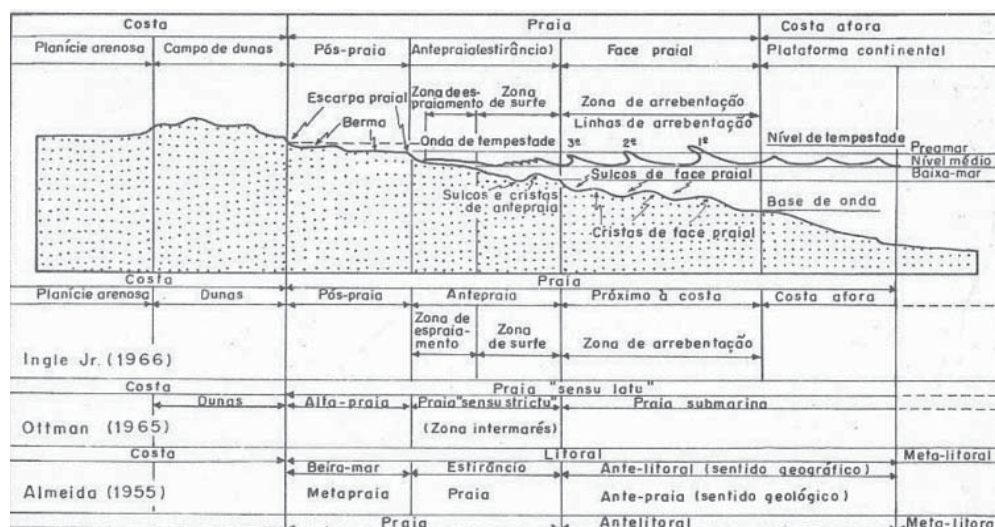 Costa Praia Costa afora
Planície arenosa Campo de dunas Pós-praia Antepraia(estirâncio) Face praial Plataforma continental
Zona de es- Zona Zona de arrebentação
praiamento de surfe Linhas de arrebentação
Escarpa praial
Berma Onda de tempestade 3ª 2ª 1ª Nível de tempestade Preamar
Nível médio
Baixa-mar
Sulcos de face praial
Sulcos e cristas Base de onda
de antepraia
Cristas de face praial
Costa Praia
Planície arenosa Dunas Pós-praia Antepraia Próximo à costa Costa afora
Zona de Zona Zona de arrebentação
espraia- de surfe
mento
Ingle Jr. (1966)
Costa Praia "sensu latu"
Dunas Alta-praia Praia "sensu strictu" Praia submarina
Ottman (1965) (Zona intermarés)
Costa Litoral Meta-litoral
Beira-mar Estirâncio Ante-litoral (sentido geográfico)
Almeida (1955) Metapraia Praia Ante-praia (sentido geológico)
Praia Antelitoral Meta-litoral